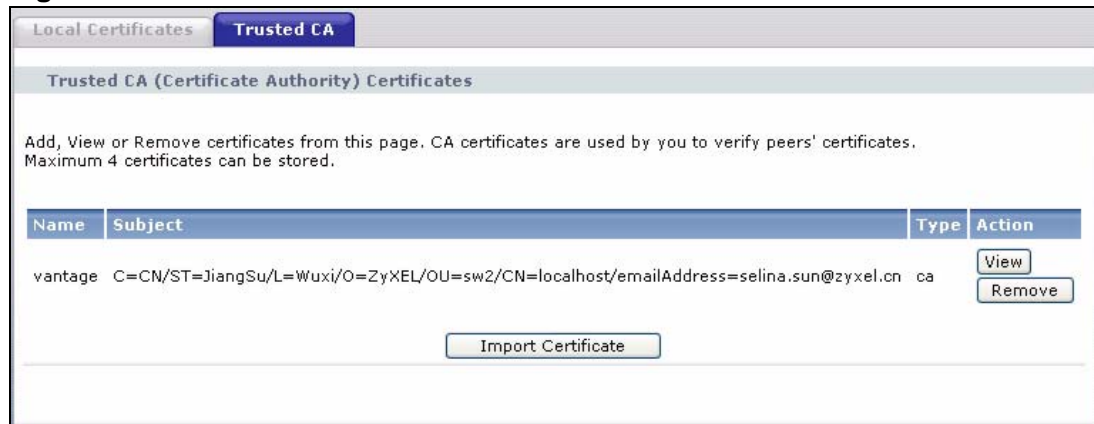 Local Certificates
Trusted CA
Trusted CA (Certificate Authority) Certificates
Add, View or Remove certificates from this page. CA certificates are used by you to verify peers' certificates.
Maximum 4 certificates can be stored.
Name Subject Type Action
vantage C=CN/ST=JiangSu/L=Wuxi/O=ZyXEL/OU=sw2/CN=localhost/emailAddress=selina.sun@zyxel.cn ca View
Remove
Import Certificate